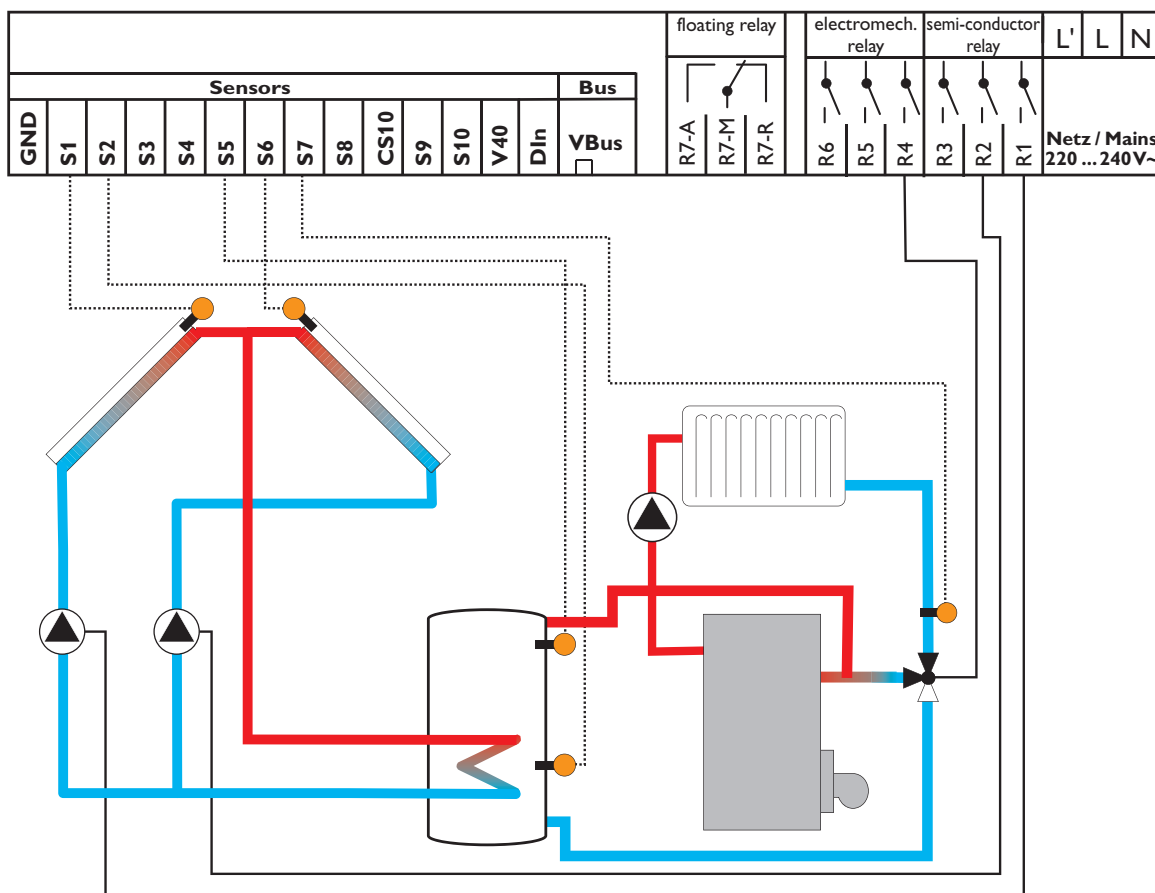 floating relay
electromech.
relay
semi-conductor
relay
L'
L
N
Sensors
Bus
GND
S1
S2
S3
S4
S5
S6
S7
S8
CS10
S9
S10
V40
DIn
VBus
R7-A
R7-M
R7-R
R6
R5
R4
R3
R2
R1
Netz / Mains
220 ... 240 V~